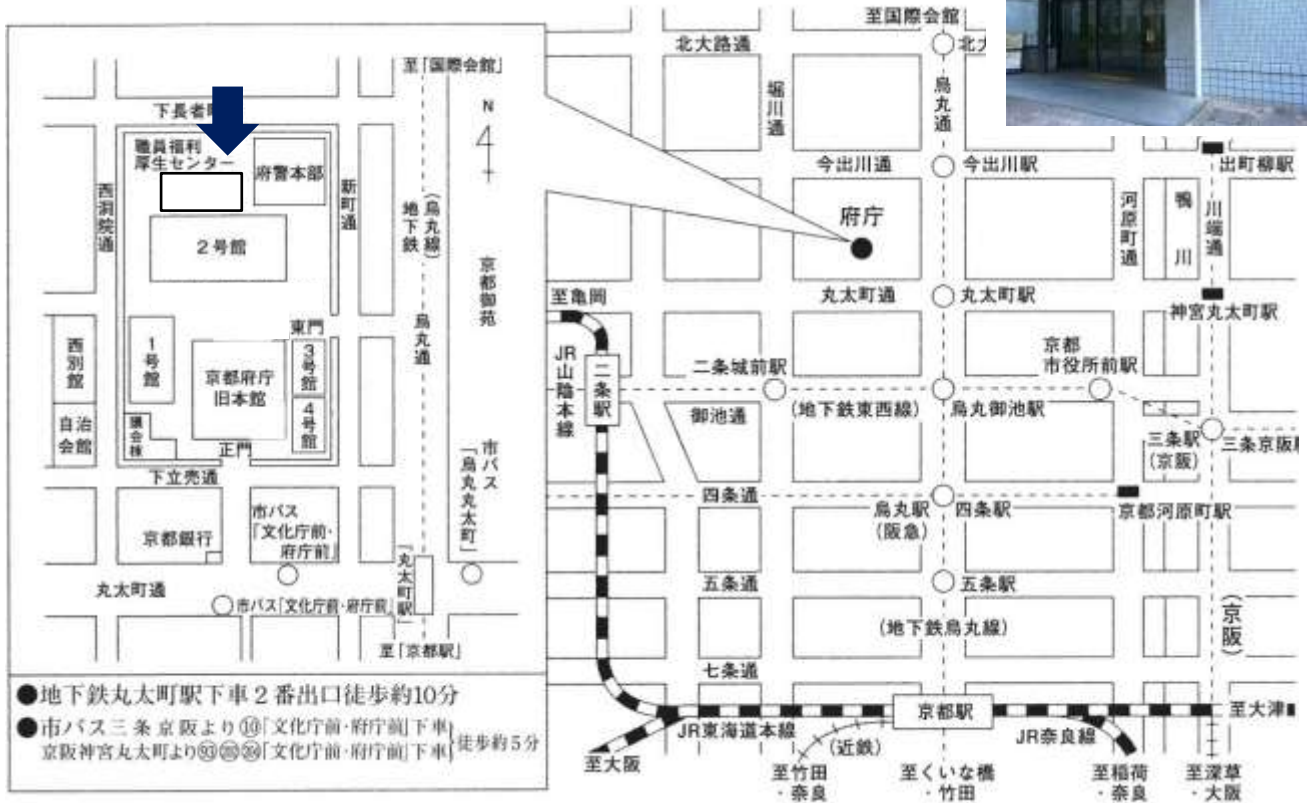 至「国際会館」
下長者
職員福利
厚生センター
府警本部
西洞院通
新町通
2号館
地下鉄
(烏丸線)
N
京都御苑
烏丸通
1号館
東門
3号館
京都府庁
旧本館
4号館
西別館
自治
会館
議会棟
正門
下立売通
市バス
「烏丸丸太町」
京都銀行
市バス
「文化庁前・
府庁前」
「丸太町駅」
丸太町通
市バス「文化庁前・府庁前」
至「京都駅」
●地下鉄丸太町駅下車2番出口徒歩約10分
●市バス三条京阪より⑩「文化庁前・府庁前」下車
京阪神宮丸太町より「文化庁前・府庁前」下車
徒歩約5分
至国際会館
北大路通
北大
堀川通
烏丸通
今出川通
今出川駅
出町柳駅
府庁
河原町通
鴨川
川端通
丸太町通
丸太町駅
神宮丸太町駅
至亀岡
JR山陰本線
二条駅
二条城前駅
京都
市役所前駅
御池通
(地下鉄東西線)
烏丸御池駅
三条駅
(京阪)
三条京阪
四条通
烏丸駅
(阪急)
四条駅
京都河原町駅
五条通
五条駅
(地下鉄烏丸線)
(京阪)
七条通
京都駅
至大津
JR東海道本線
(近鉄)
JR奈良線
至大阪
至竹田
・奈良
至くいな橋
・竹田
至稲荷
・奈良
至深草
・大阪